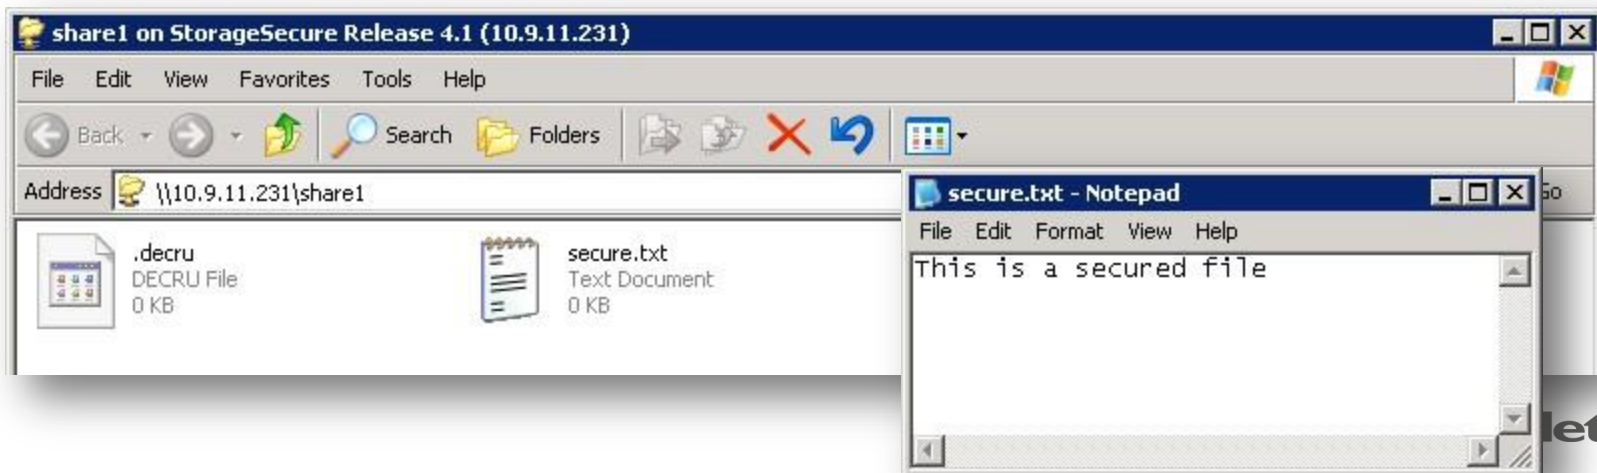 share1 on StorageSecure Release 4.1 (10.9.11.231)
File Edit View Favorites Tools Help
Back Search Folders
Address \\10.9.11.231\share1
.decru
DECRU File
0 KB
secure.txt
Text Document
0 KB
secure.txt - Notepad
File Edit Format View Help
This is a secured file